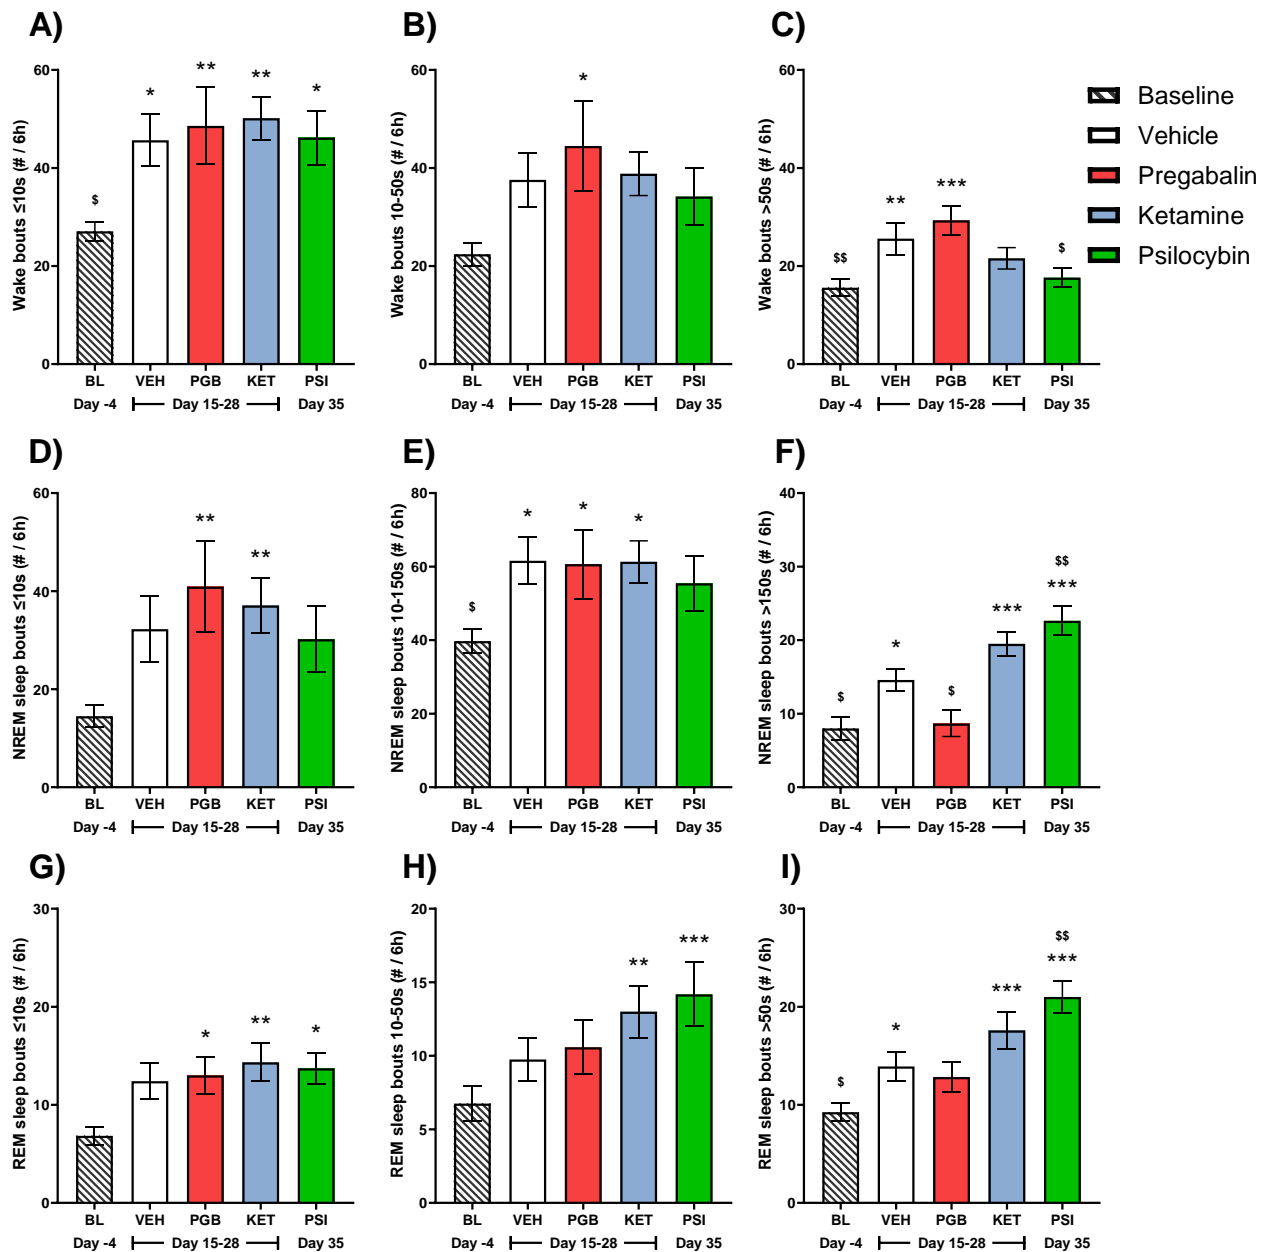 A)
Wake bouts ≤10s (# / 6h)
60
40
20
0
$
*
**
**
*
BL VEH PGB KET PSI
Day -4 Day 15-28 Day 35
B)
Wake bouts 10-50s (# / 6h)
60
40
20
0
*
BL VEH PGB KET PSI
Day -4 Day 15-28 Day 35
C)
Wake bouts >50s (# / 6h)
60
40
20
0
$$
**
***
$
BL VEH PGB KET PSI
Day -4 Day 15-28 Day 35
Baseline
Vehicle
Pregabalin
Ketamine
Psilocybin
D)
NREM sleep bouts ≤10s (# / 6h)
60
40
20
0
**
**
BL VEH PGB KET PSI
Day -4 Day 15-28 Day 35
E)
NREM sleep bouts 10-150s (# / 6h)
80
60
40
20
0
$
*
*
*
BL VEH PGB KET PSI
Day -4 Day 15-28 Day 35
F)
NREM sleep bouts >150s (# / 6h)
40
30
20
10
0
$
*
$
***
$$
***
BL VEH PGB KET PSI
Day -4 Day 15-28 Day 35
G)
REM sleep bouts ≤10s (# / 6h)
30
20
10
0
*
**
*
BL VEH PGB KET PSI
Day -4 Day 15-28 Day 35
H)
REM sleep bouts 10-50s (# / 6h)
20
15
10
5
0
**
***
BL VEH PGB KET PSI
Day -4 Day 15-28 Day 35
I)
REM sleep bouts >50s (# / 6h)
30
20
10
0
$
*
***
$$
***
BL VEH PGB KET PSI
Day -4 Day 15-28 Day 35